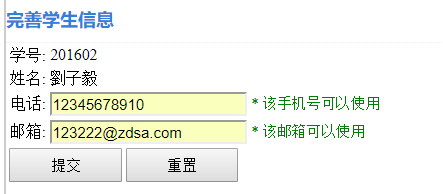 完善学生信息
学号: 201602
姓名: 劉子毅
电话: 12345678910 * 该手机号可以使用
邮箱: 123222@zdsa.com * 该邮箱可以使用
提交 重置